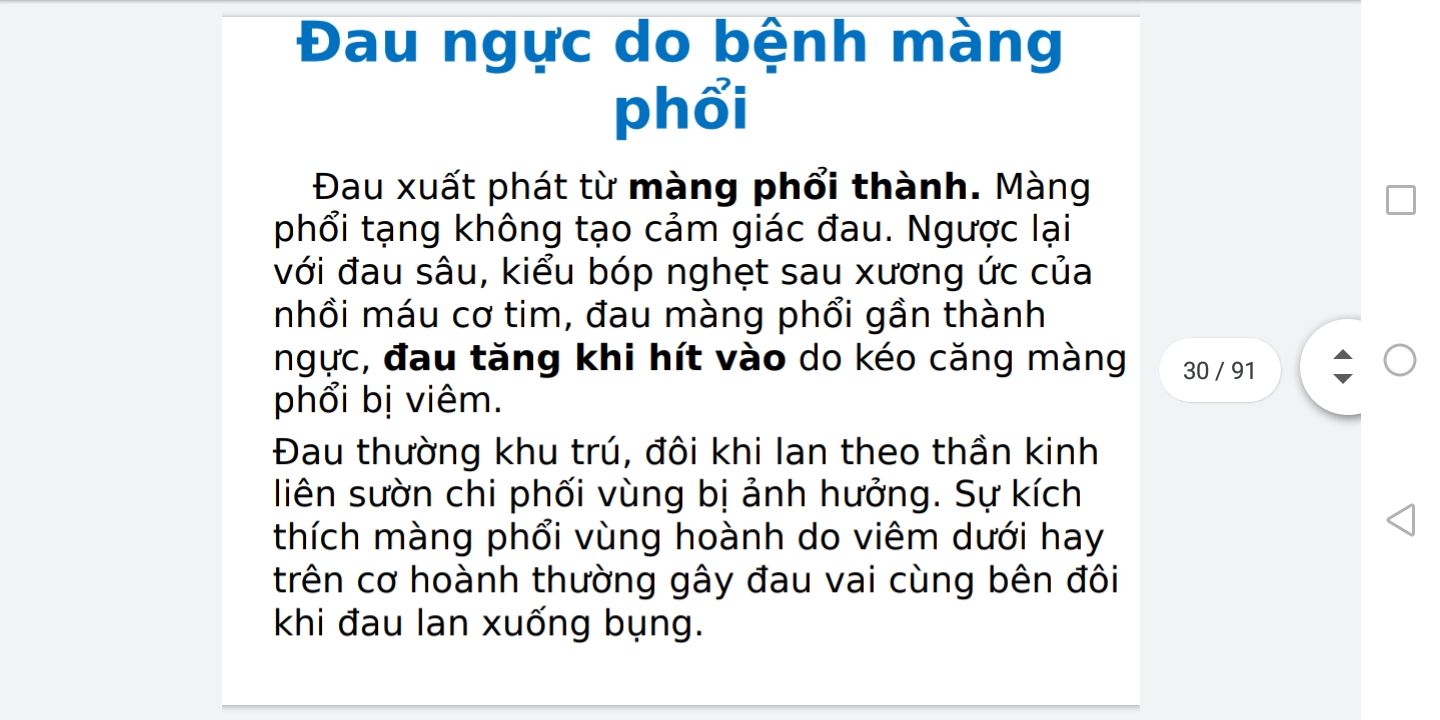 Đau ngực do bệnh màng
phổi
Đau xuất phát từ màng phổi thành. Màng
phổi tạng không tạo cảm giác đau. Ngược lại
với đau sâu, kiểu bóp nghẹt sau xương ức của
nhồi máu cơ tim, đau màng phổi gần thành
ngực, đau tăng khi hít vào do kéo căng màng
phổi bị viêm.
Đau thường khu trú, đôi khi lan theo thần kinh
liên sườn chi phối vùng bị ảnh hưởng. Sự kích
thích màng phổi vùng hoành do viêm dưới hay
trên cơ hoành thường gây đau vai cùng bên đôi
khi đau lan xuống bụng.
30 / 91